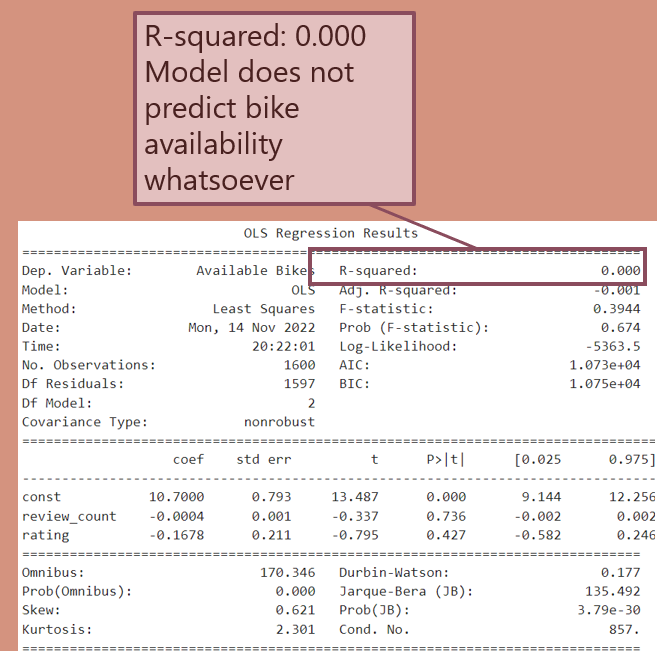 R-squared: 0.000
Model does not
predict bike
availability
whatsoever
OLS Regression Results
==============================================================================
Dep. Variable: Available Bikes R-squared: 0.000
Model: OLS Adj. R-squared: -0.001
Method: Least Squares F-statistic: 0.3944
Date: Mon, 14 Nov 2022 Prob (F-statistic): 0.674
Time: 20:22:01 Log-Likelihood: -5363.5
No. Observations: 1600 AIC: 1.073e+04
Df Residuals: 1597 BIC: 1.075e+04
Df Model: 2
Covariance Type: nonrobust
==============================================================================
coef std err t P>|t| [0.025 0.975]
------------------------------------------------------------------------------
const 10.7000 0.793 13.487 0.000 9.144 12.256
review_count -0.0004 0.001 -0.337 0.736 -0.002 0.002
rating -0.1678 0.211 -0.795 0.427 -0.582 0.246
==============================================================================
Omnibus: 170.346 Durbin-Watson: 0.177
Prob(Omnibus): 0.000 Jarque-Bera (JB): 135.492
Skew: 0.621 Prob(JB): 3.79e-30
Kurtosis: 2.301 Cond. No. 857.
==============================================================================